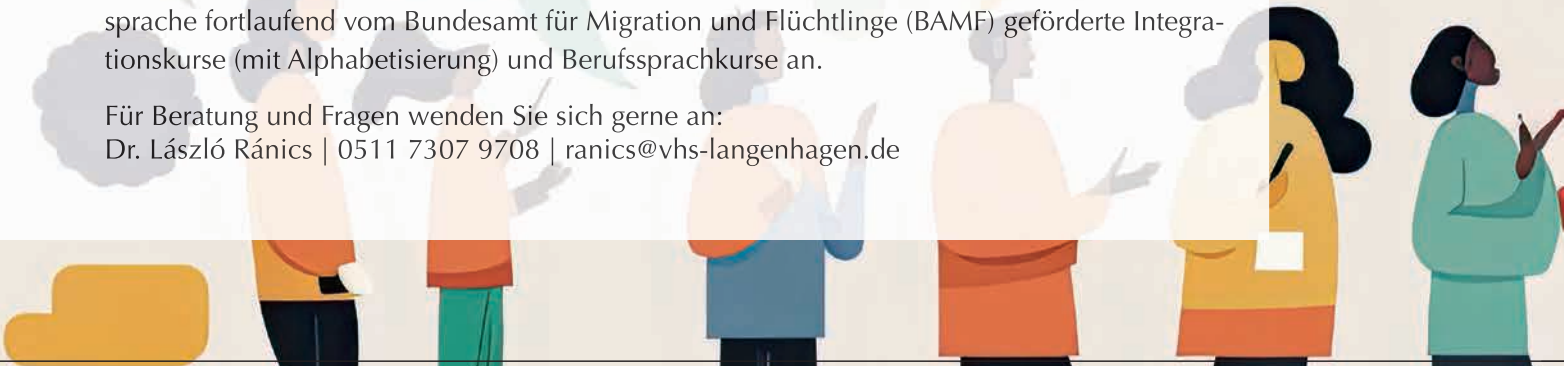 sprache fortlaufend vom Bundesamt für Migration und Flüchtlinge (BAMF) geförderte Integra-
tionskurse (mit Alphabetisierung) und Berufssprachkurse an.
Für Beratung und Fragen wenden Sie sich gerne an:
Dr. László Ránics | 0511 7307 9708 | ranics@vhs-langenhagen.de